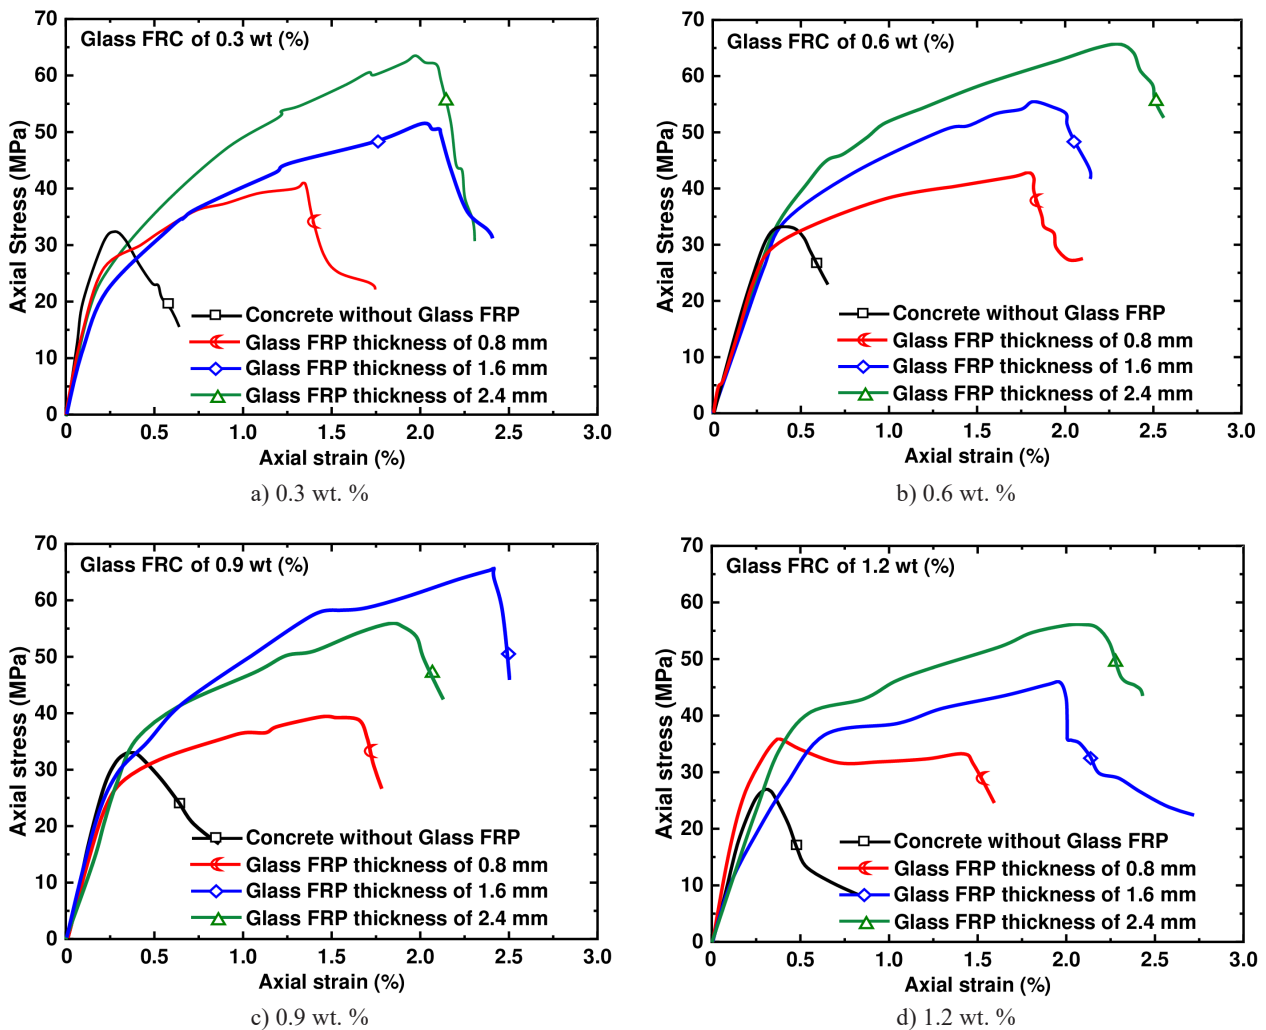 Glass FRC of 0.3 wt (%)
Axial Stress (MPa)
70
60
50
40
30
20
10
0
Concrete without Glass FRP
Glass FRP thickness of 0.8 mm
Glass FRP thickness of 1.6 mm
Glass FRP thickness of 2.4 mm
0 0.5 1.0 1.5 2.0 2.5 3.0
Axial strain (%)
a) 0.3 wt. %
Glass FRC of 0.6 wt (%)
Axial Stress (MPa)
70
60
50
40
30
20
10
0
Concrete without Glass FRP
Glass FRP thickness of 0.8 mm
Glass FRP thickness of 1.6 mm
Glass FRP thickness of 2.4 mm
0 0.5 1.0 1.5 2.0 2.5 3.0
Axial strain (%)
b) 0.6 wt. %
Glass FRC of 0.9 wt (%)
Axial stress (MPa)
70
60
50
40
30
20
10
0
Concrete without Glass FRP
Glass FRP thickness of 0.8 mm
Glass FRP thickness of 1.6 mm
Glass FRP thickness of 2.4 mm
0 0.5 1.0 1.5 2.0 2.5 3.0
Axial strain (%)
c) 0.9 wt. %
Glass FRC of 1.2 wt (%)
Axial stress (MPa)
70
60
50
40
30
20
10
0
Concrete without Glass FRP
Glass FRP thickness of 0.8 mm
Glass FRP thickness of 1.6 mm
Glass FRP thickness of 2.4 mm
0 0.5 1.0 1.5 2.0 2.5 3.0
Axial strain (%)
d) 1.2 wt. %